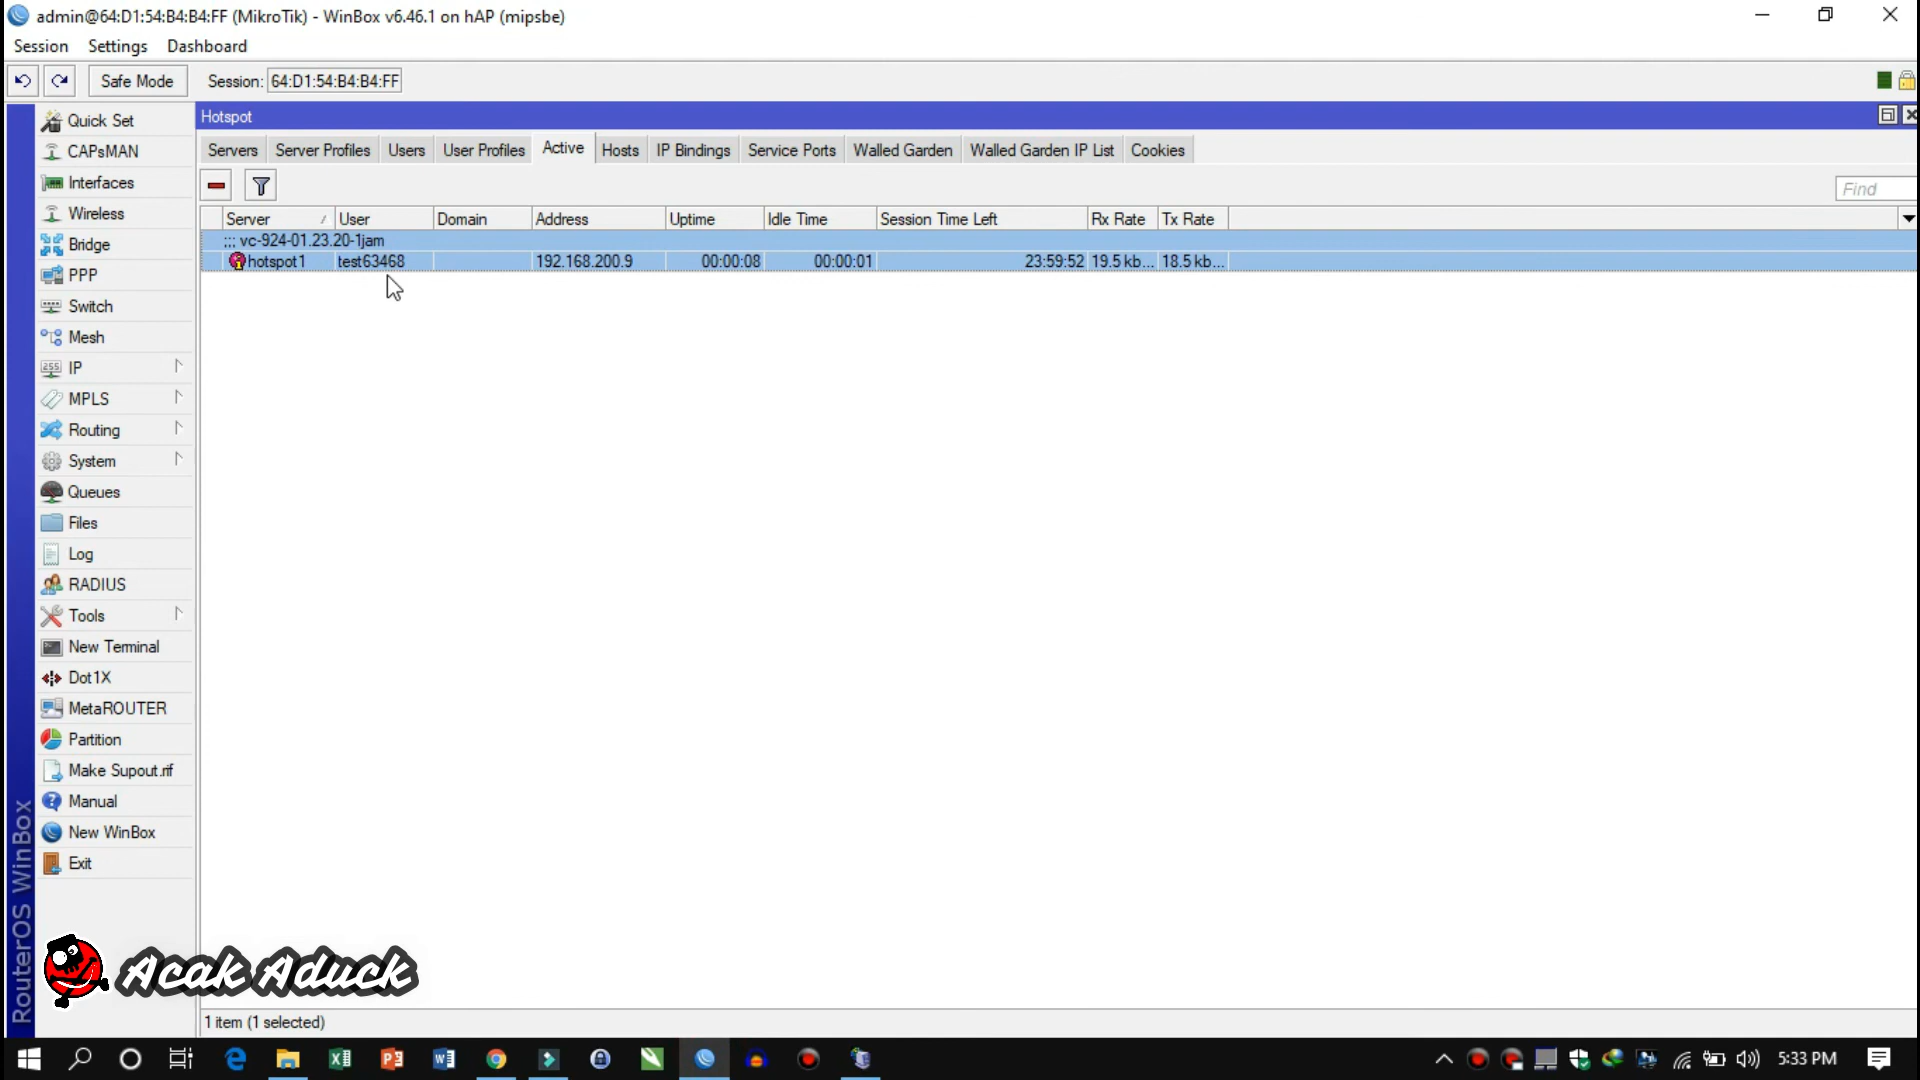 admin@64:D1:54:B4:B4:FF (MikroTik) - WinBox v6.46.1 on hAP (mipsbe)
Session Settings Dashboard
Safe Mode Session: 64:D1:54:B4:B4:FF
Quick Set
CAPsMAN
Interfaces
Wireless
Bridge
PPP
Switch
Mesh
IP
MPLS
Routing
System
Queues
Files
Log
RADIUS
Tools
New Terminal
Dot1X
MetaROUTER
Partition
Make Supout.rif
Manual
New WinBox
Exit
RouterOS WinBox
Hotspot
Servers Server Profiles Users User Profiles Active Hosts IP Bindings Service Ports Walled Garden Walled Garden IP List Cookies
Find
Server / User Domain Address Uptime Idle Time Session Time Left Rx Rate Tx Rate
;;; vc-924-01.23.20-1jam
hotspot1 test63468 192.168.200.9 00:00:08 00:00:01 23:59:52 19.5 kb... 18.5 kb...
1 item (1 selected)
Acak Aduck
5:33 PM